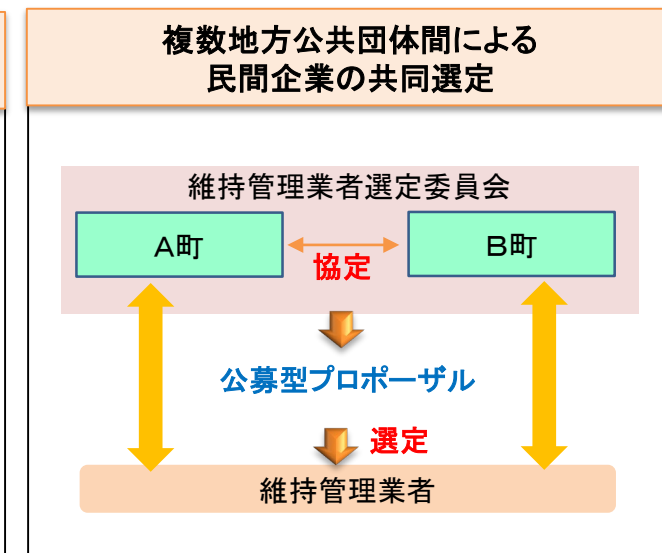 複数地方公共団体間による
民間企業の共同選定
維持管理業者選定委員会
A町
B町
協定
公募型プロポーザル
選定
維持管理業者